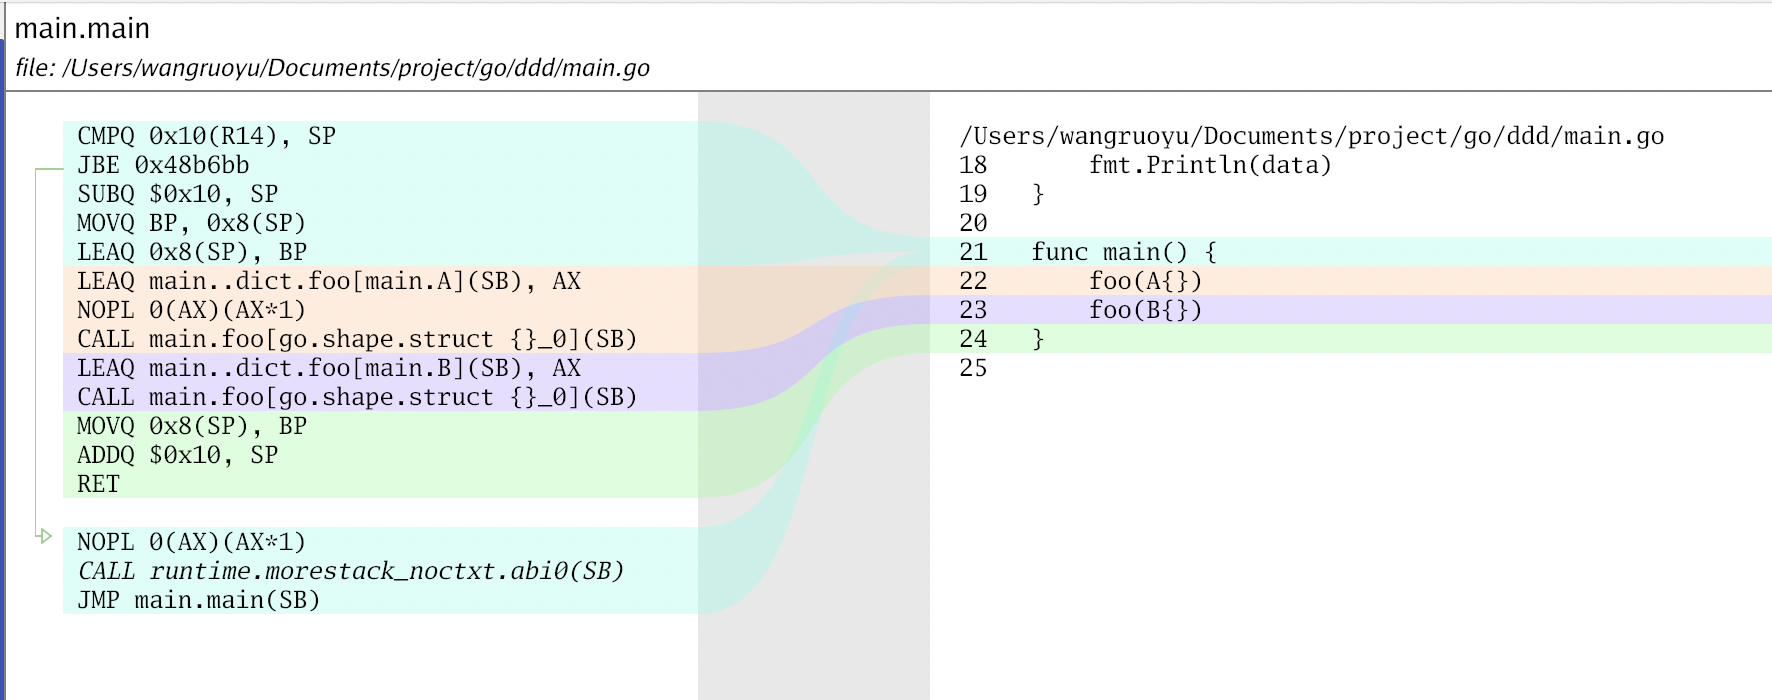 main.main
file: /Users/wangruoyu/Documents/project/go/ddd/main.go
CMPQ 0x10(R14), SP
JBE 0x48b6bb
SUBQ $0x10, SP
MOVQ BP, 0x8(SP)
LEAQ 0x8(SP), BP
LEAQ main..dict.foo[main.A](SB), AX
NOPL 0(AX)(AX*1)
CALL main.foo[go.shape.struct {}_0](SB)
LEAQ main..dict.foo[main.B](SB), AX
CALL main.foo[go.shape.struct {}_0](SB)
MOVQ 0x8(SP), BP
ADDQ $0x10, SP
RET
NOPL 0(AX)(AX*1)
CALL runtime.morestack_noctxt.abi0(SB)
JMP main.main(SB)
/Users/wangruoyu/Documents/project/go/ddd/main.go
18 fmt.Println(data)
19 }
20
21 func main() {
22 foo(A{})
23 foo(B{})
24 }
25